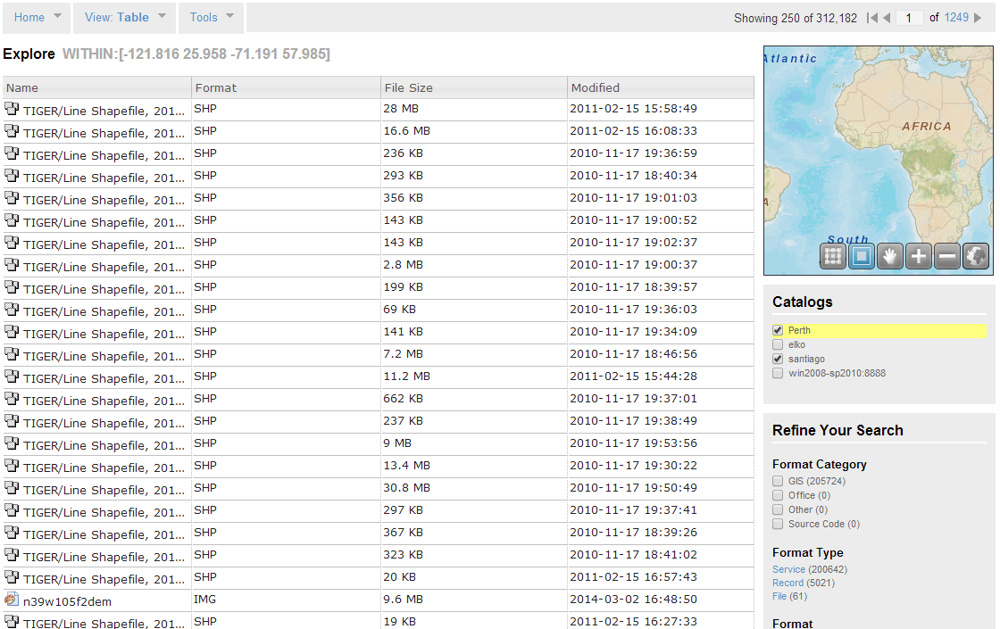 Home View: Table Tools Showing 250 of 312,182 1 of 1249
Explore WITHIN:[-121.816 25.958 -71.191 57.985]
Name Format File Size Modified
TIGER/Line Shapefile, 201... SHP 28 MB 2011-02-15 15:58:49
TIGER/Line Shapefile, 201... SHP 16.6 MB 2011-02-15 16:08:33
TIGER/Line Shapefile, 201... SHP 236 KB 2010-11-17 19:36:59
TIGER/Line Shapefile, 201... SHP 293 KB 2010-11-17 18:40:34
TIGER/Line Shapefile, 201... SHP 356 KB 2010-11-17 19:01:03
TIGER/Line Shapefile, 201... SHP 143 KB 2010-11-17 19:00:52
TIGER/Line Shapefile, 201... SHP 143 KB 2010-11-17 19:02:37
TIGER/Line Shapefile, 201... SHP 2.8 MB 2010-11-17 19:00:37
TIGER/Line Shapefile, 201... SHP 199 KB 2010-11-17 18:39:57
TIGER/Line Shapefile, 201... SHP 69 KB 2010-11-17 19:36:03
TIGER/Line Shapefile, 201... SHP 141 KB 2010-11-17 19:34:09
TIGER/Line Shapefile, 201... SHP 7.2 MB 2010-11-17 18:46:56
TIGER/Line Shapefile, 201... SHP 11.2 MB 2011-02-15 15:44:28
TIGER/Line Shapefile, 201... SHP 662 KB 2010-11-17 19:37:01
TIGER/Line Shapefile, 201... SHP 237 KB 2010-11-17 19:38:49
TIGER/Line Shapefile, 201... SHP 9 MB 2010-11-17 19:53:56
TIGER/Line Shapefile, 201... SHP 13.4 MB 2010-11-17 19:30:22
TIGER/Line Shapefile, 201... SHP 30.8 MB 2010-11-17 19:50:49
TIGER/Line Shapefile, 201... SHP 297 KB 2010-11-17 19:37:41
TIGER/Line Shapefile, 201... SHP 367 KB 2010-11-17 18:39:26
TIGER/Line Shapefile, 201... SHP 323 KB 2010-11-17 18:41:02
TIGER/Line Shapefile, 201... SHP 20 KB 2011-02-15 16:57:43
n39w105f2dem IMG 9.6 MB 2014-03-02 16:48:50
TIGER/Line Shapefile, 201... SHP 19 KB 2011-02-15 16:27:33
Atlantic
AFRICA
A
South
Catalogs
Perth
elko
santiago
win2008-sp2010:8888
Refine Your Search
Format Category
GIS (205724)
Office (0)
Other (0)
Source Code (0)
Format Type
Service (200642)
Record (5021)
File (61)
Format